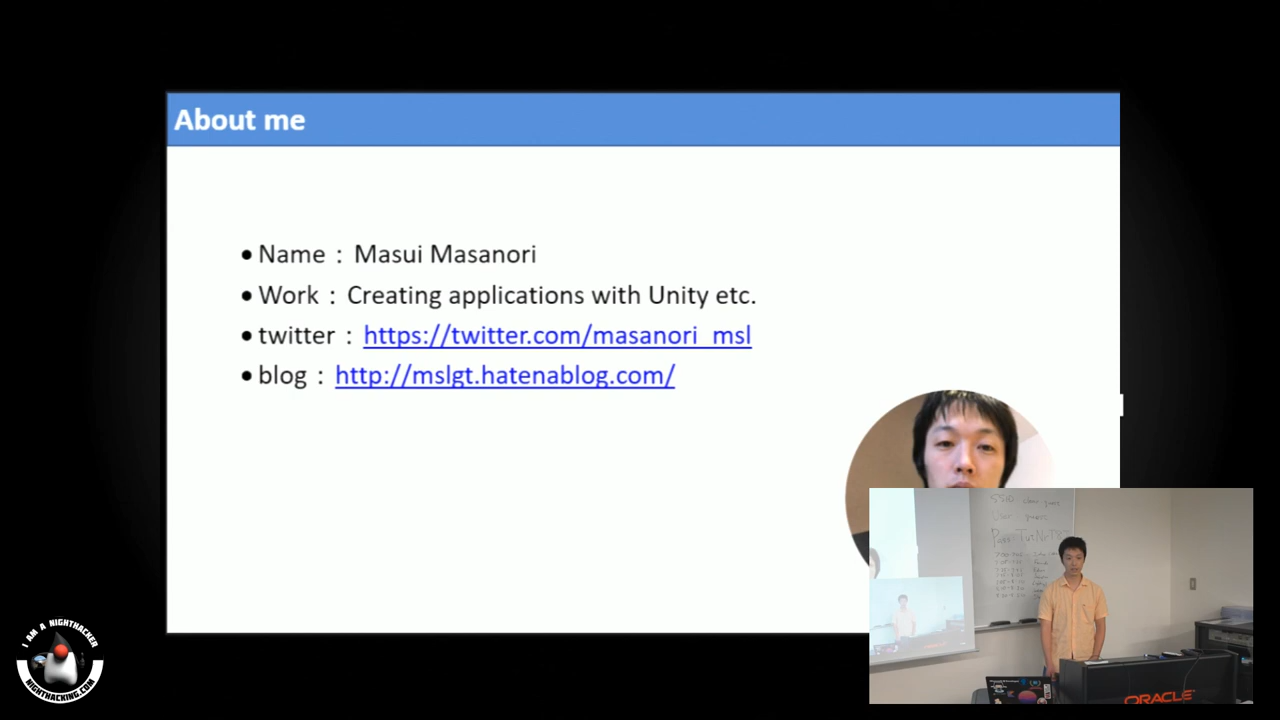 About me
• Name : Masui Masanori
• Work : Creating applications with Unity etc.
• twitter : https://twitter.com/masanori_msl
• blog : http://mslgt.hatenablog.com/
I AM A NIGHTHACKER
NIGHTHACKING.COM
ORACLE